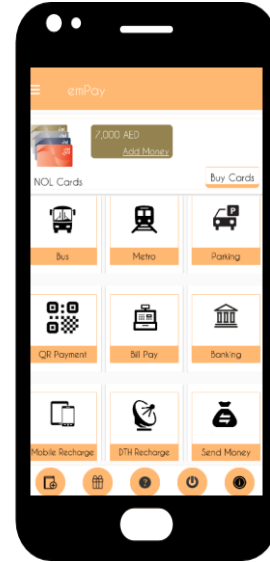 emPay
7,000 AED
Add Money
NOL Cards
Buy Cards
Bus
Metro
Parking
P
QR Payment
Bill Pay
Banking
Mobile Recharge
DTH Recharge
Send Money